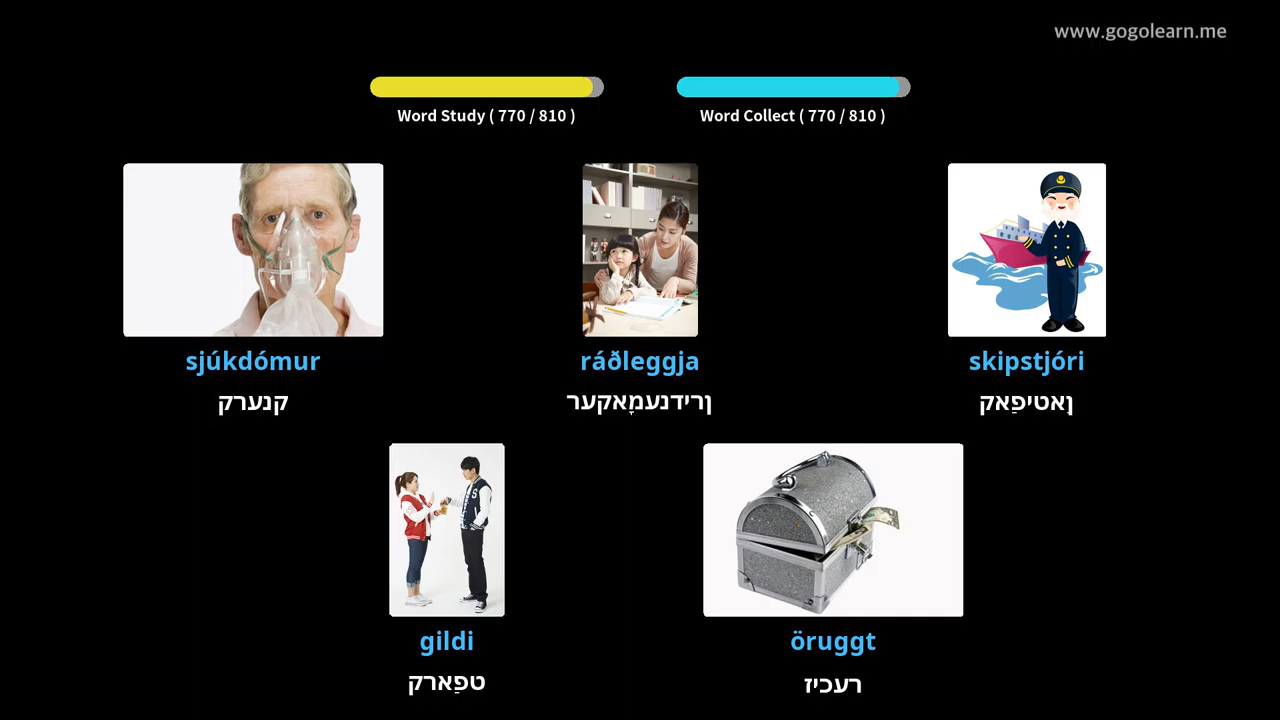 www.gogolearn.me
Word Study ( 770 / 810 )
Word Collect ( 770 / 810 )
sjúkdómur
ráðleggja
skipstjóri
קנערק
ןרידנעמָאקער
ןָאטיפַאק
gildi
öruggt
טפַארק
רעכיז